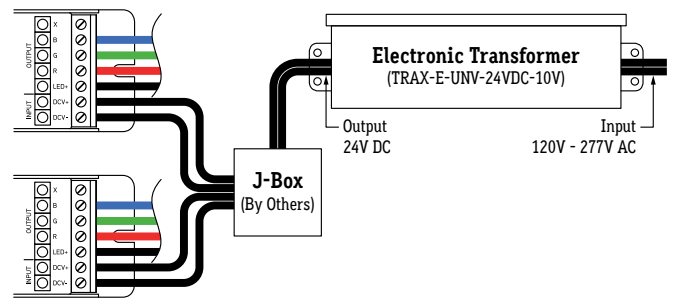 OUTPUT
INPUT
X
B
G
R
LED+
DCV+
DCV-
Electronic Transformer
(TRAX-E-UNV-24VDC-10V)
Output
24V DC
Input
120V - 277V AC
J-Box
(By Others)
OUTPUT
INPUT
X
B
G
R
LED+
DCV+
DCV-